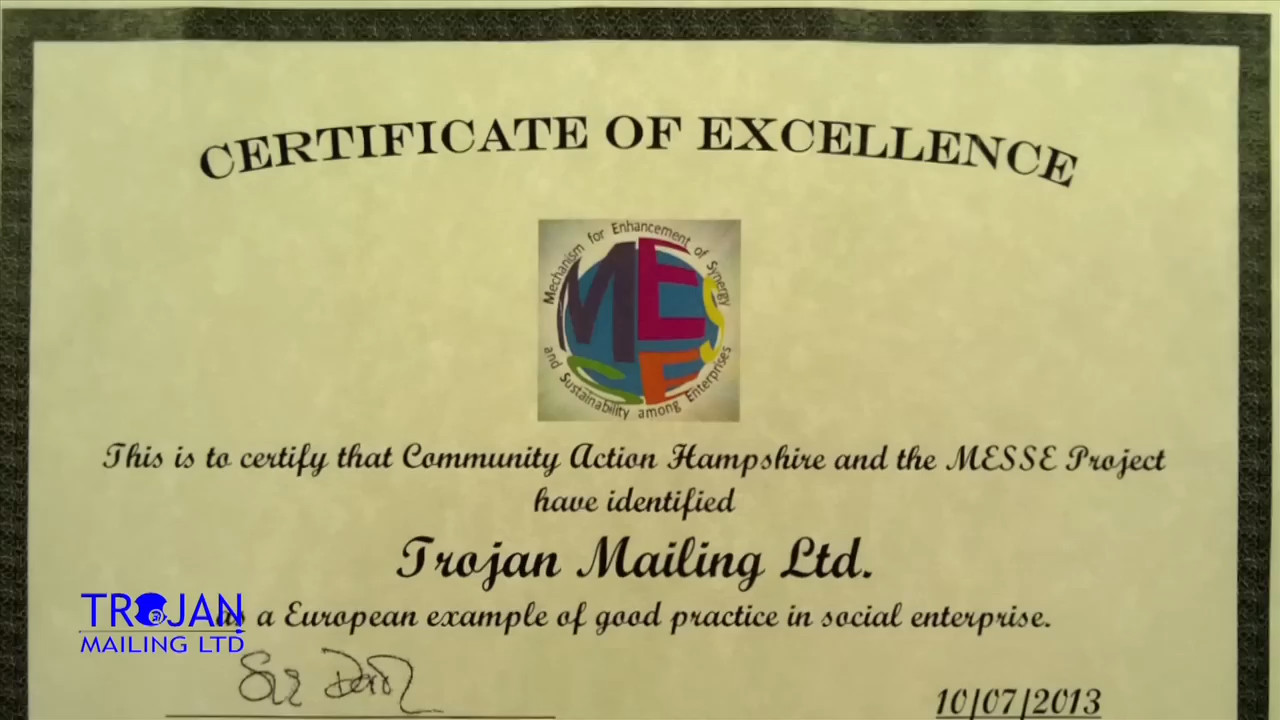 CERTIFICATE OF EXCELLENCE
Mechanism for Enhancement of Synergy
MESSE
and Sustainability among Enterprises
This is to certify that Community Action Hampshire and the MESSE Project
have identified
Trojan Mailing Ltd.
as a European example of good practice in social enterprise.
TROJAN
MAILING LTD
10/07/2013